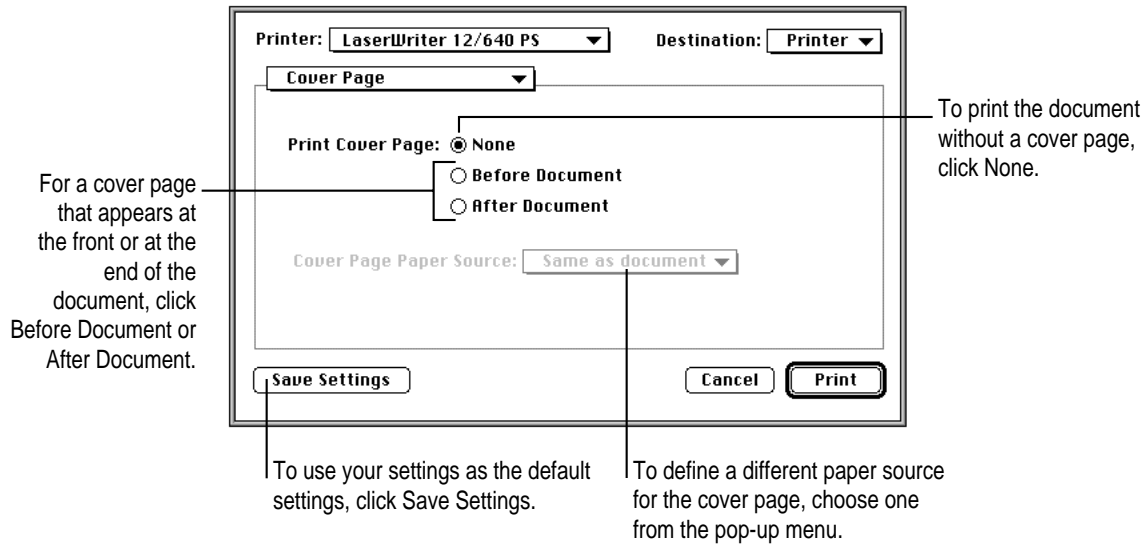 Printer: LaserWriter 12/640 PS
Destination: Printer
Cover Page
Print Cover Page: None
Before Document
After Document
Cover Page Paper Source: Same as document
Save Settings
Cancel
Print
To print the document
without a cover page,
click None.
For a cover page
that appears at
the front or at the
end of the
document, click
Before Document or
After Document.
To use your settings as the default
settings, click Save Settings.
To define a different paper source
for the cover page, choose one
from the pop-up menu.